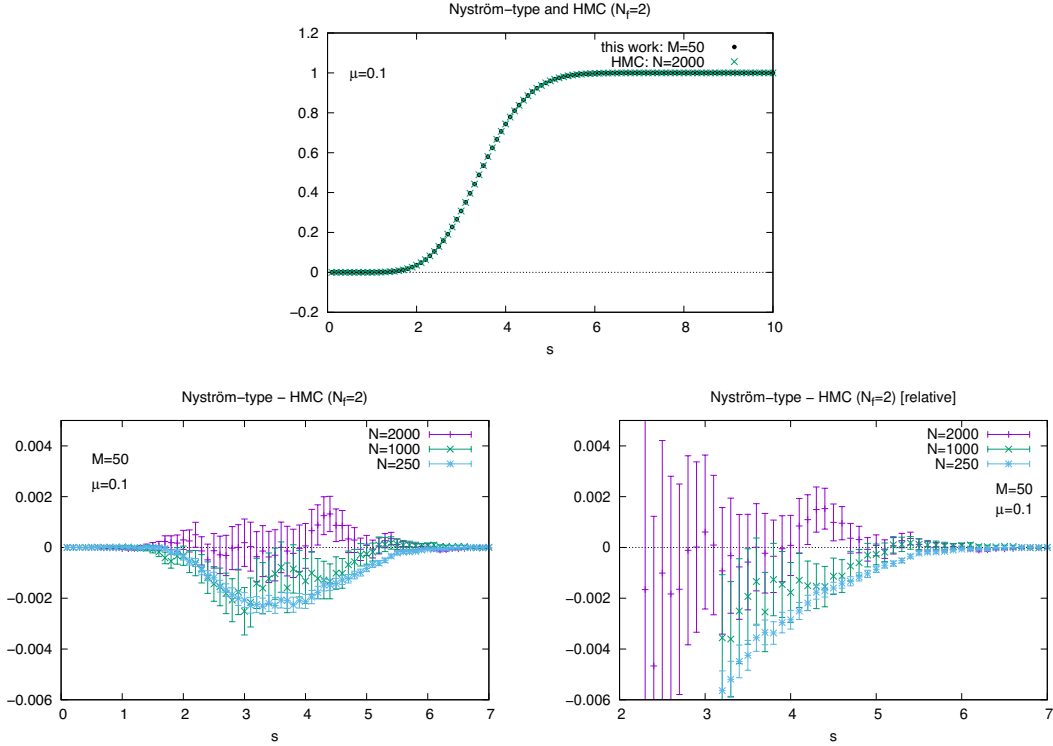 Nyström-type and HMC (N_f=2)
1.2
1
0.8
0.6
0.4
0.2
0
−0.2
0
2
4
6
8
10
s
μ=0.1
this work: M=50
HMC: N=2000
Nyström-type − HMC (N_f=2)
0.004
0.002
0
−0.002
−0.004
−0.006
0
1
2
3
4
5
6
7
s
M=50
μ=0.1
N=2000
N=1000
N=250
Nyström-type − HMC (N_f=2) [relative]
0.004
0.002
0
−0.002
−0.004
−0.006
2
3
4
5
6
7
s
N=2000
N=1000
N=250
M=50
μ=0.1